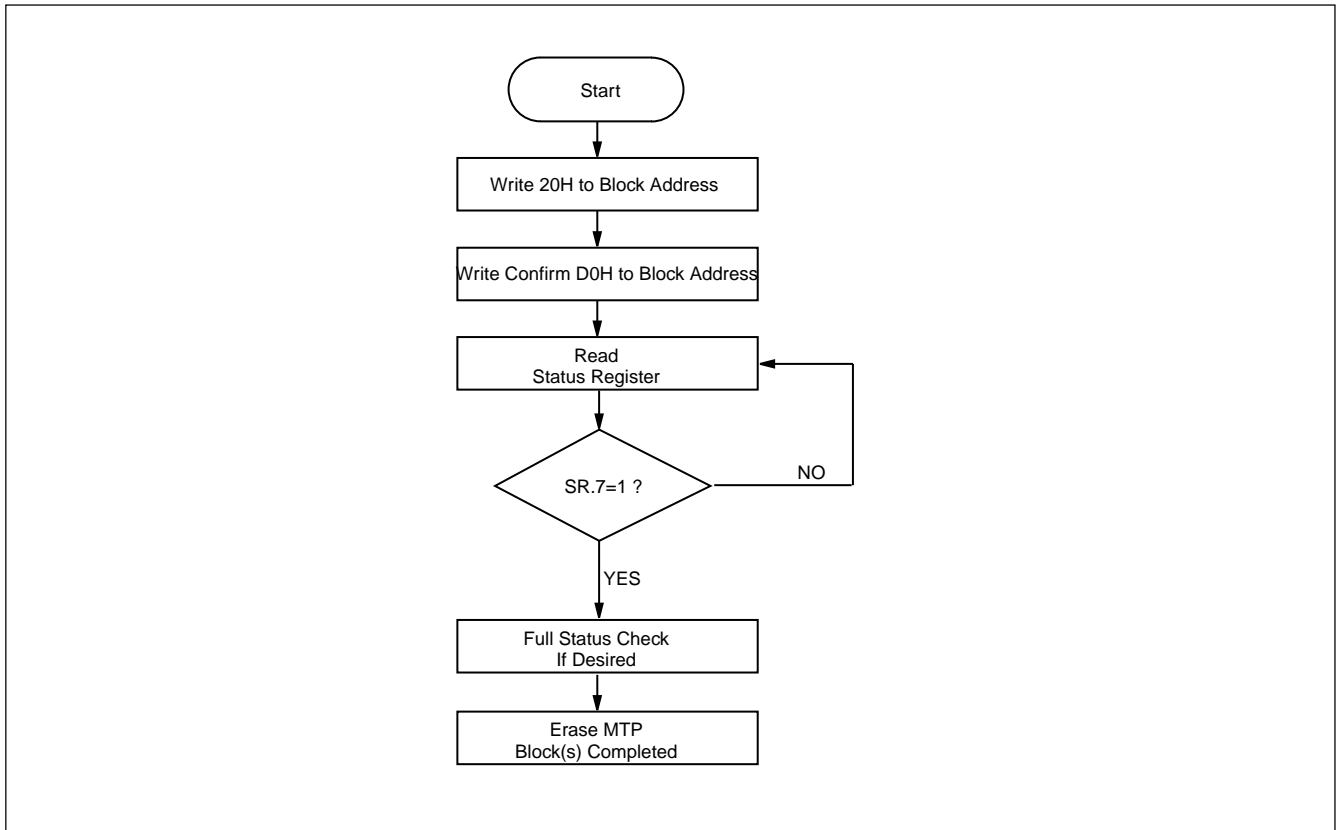 Start
Write 20H to Block Address
Write Confirm D0H to Block Address
Read
Status Register
SR.7=1 ?
NO
YES
Full Status Check
If Desired
Erase MTP
Block(s) Completed